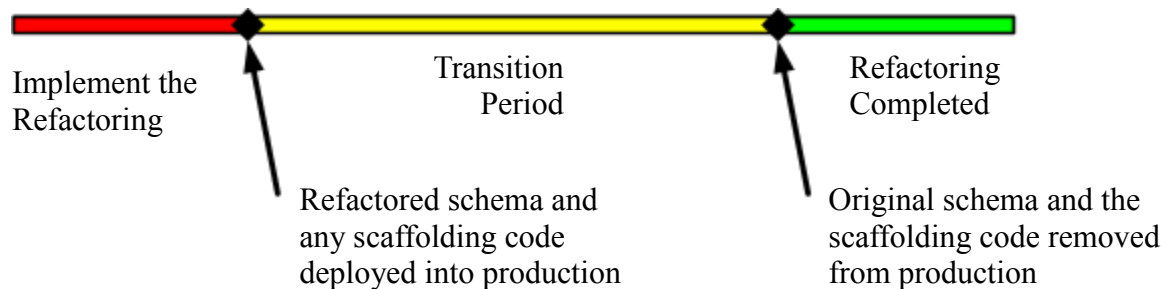 Implement the
Refactoring
Transition
Period
Refactoring
Completed
Refactored schema and
any scaffolding code
deployed into production
Original schema and the
scaffolding code removed
from production